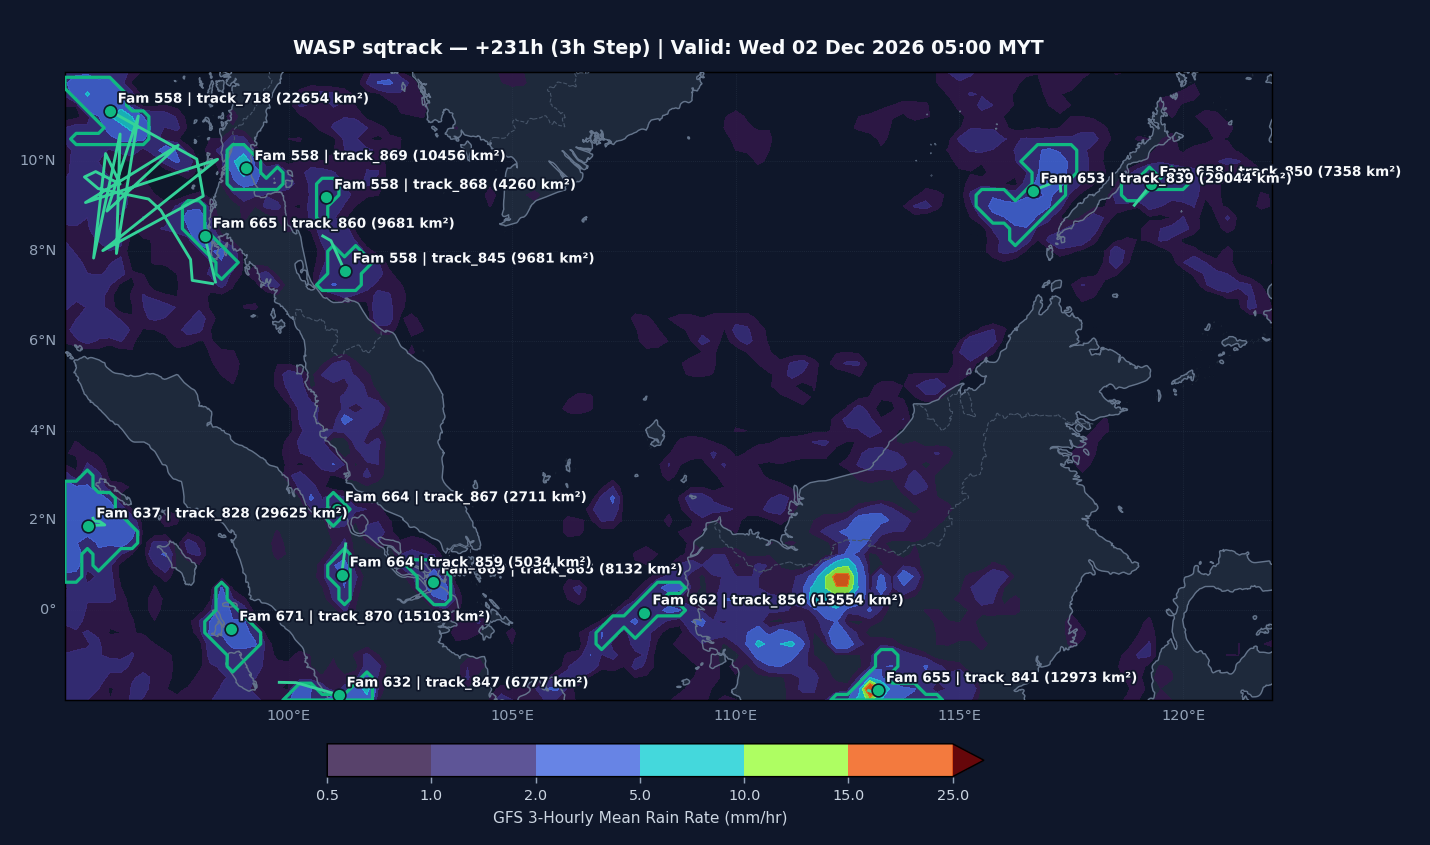 WASP sqtrack — +231h (3h Step) | Valid: Wed 02 Dec 2026 05:00 MYT
Fam 558 | track_718 (22654 km²)
Fam 558 | track_869 (10456 km²)
10°N
Fam 558 | track_868 (4260 km²)
Fam 653 | track_839 (29044 km²)
Fam 658 | track_850 (7358 km²)
Fam 665 | track_860 (9681 km²)
8°N
Fam 558 | track_845 (9681 km²)
6°N
4°N
Fam 664 | track_867 (2711 km²)
2°N
Fam 637 | track_828 (29625 km²)
Fam 664 | track_859 (5034 km²)
(8132 km²)
Fam 662 | track_856 (13554 km²)
0°
Fam 671 | track_870 (15103 km²)
Fam 632 | track_847 (6777 km²)
Fam 655 | track_841 (12973 km²)
100°E 105°E 110°E 115°E 120°E
0.5 1.0 2.0 5.0 10.0 15.0 25.0
GFS 3-Hourly Mean Rain Rate (mm/hr)